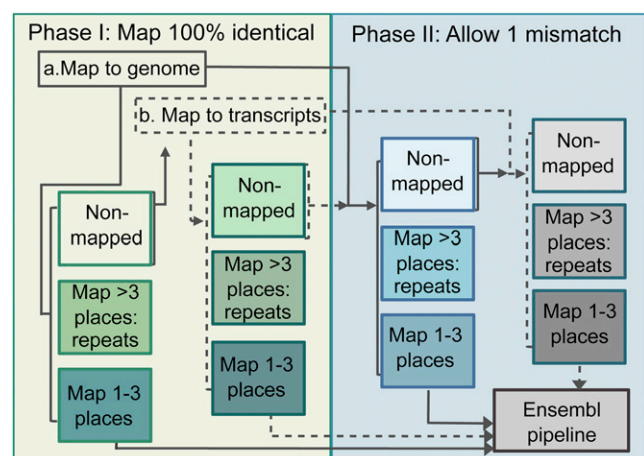 Phase I: Map 100% identical
a.Map to genome
b. Map to transcripts
Non-
mapped
Map >3
places:
repeats
Map 1-3
places
Non-
mapped
Map >3
places:
repeats
Map 1-3
places
Phase II: Allow 1 mismatch
Non-
mapped
Map >3
places:
repeats
Map 1-3
places
Non-
mapped
Map >3
places:
repeats
Map 1-3
places
Ensembl
pipeline